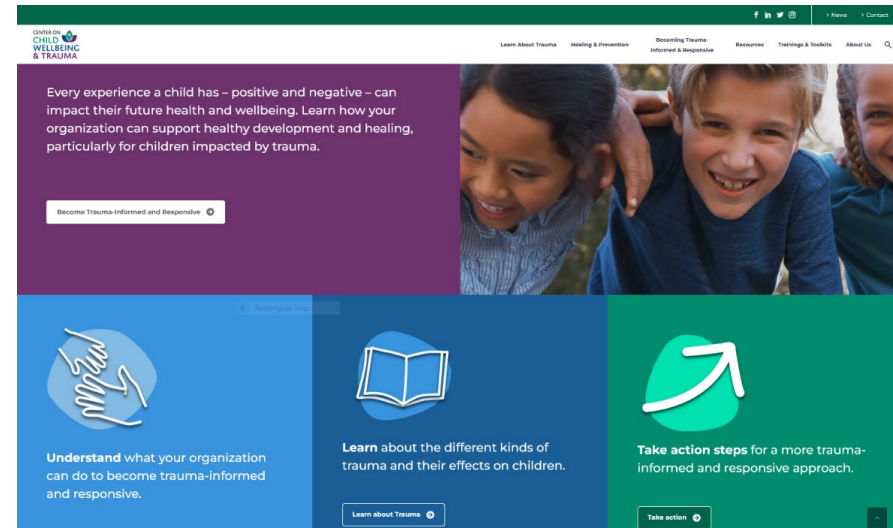 f in
> News > Contact
CENTER ON
CHILD
WELLBEING
& TRAUMA
Learn About Trauma Healing & Prevention Becoming Trauma-
Informed & Responsive Resources Trainings & Toolkits About Us
Every experience a child has – positive and negative – can
impact their future health and wellbeing. Learn how your
organization can support healthy development and healing,
particularly for children impacted by trauma.
Become Trauma-Informed and Responsive
Rectangular Snip
Understand what your organization
can do to become trauma-informed
and responsive.
Learn about the different kinds of
trauma and their effects on children.
Learn about Trauma
Take action steps for a more trauma-
informed and responsive approach.
Take action